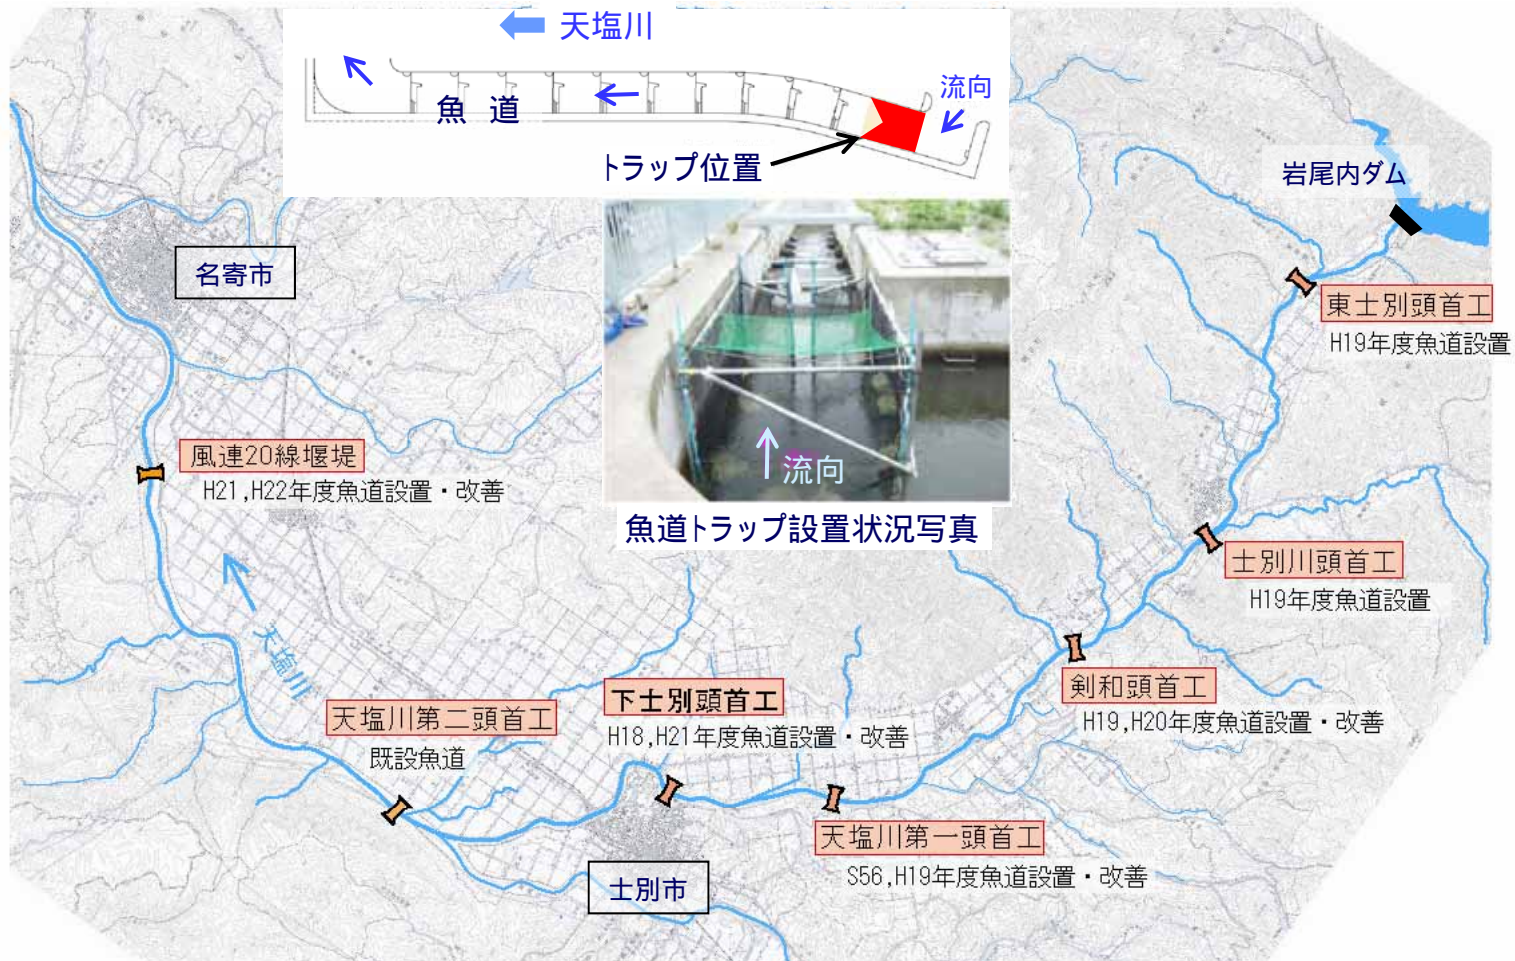 天塩川
流向
魚道
トラップ位置
岩尾内ダム
名寄市
東士別頭首工
H19年度魚道設置
風連20線堰堤
H21,H22年度魚道設置・改善
流向
魚道トラップ設置状況写真
士別川頭首工
H19年度魚道設置
天塩川
剣和頭首工
H19,H20年度魚道設置・改善
天塩川第二頭首工
既設魚道
下士別頭首工
H18,H21年度魚道設置・改善
天塩川第一頭首工
S56,H19年度魚道設置・改善
士別市